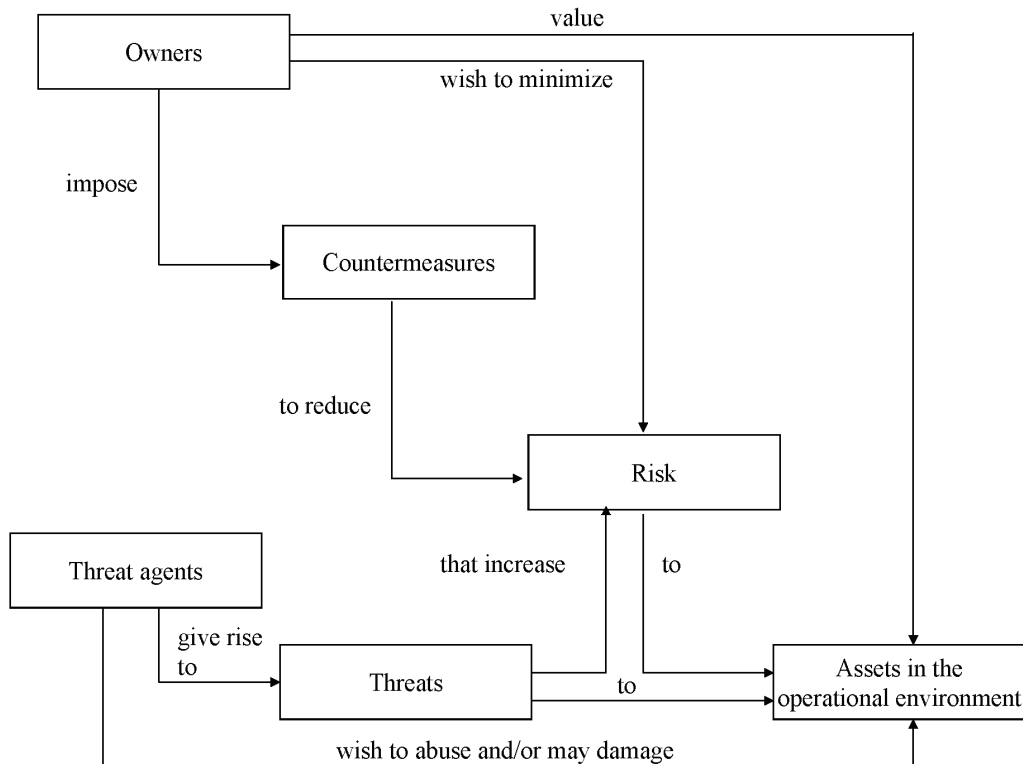 value
Owners
wish to minimize
impose
Countermeasures
to reduce
Risk
that increase
to
Threat agents
give rise
to
Threats
to
Assets in the
operational environment
wish to abuse and/or may damage